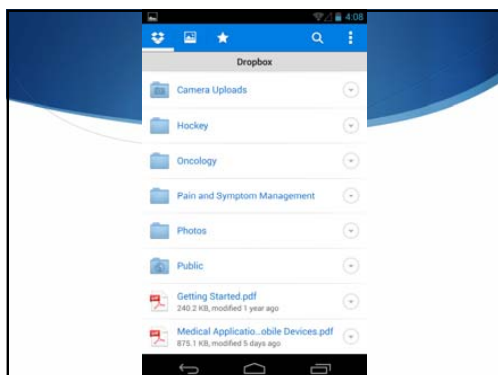 4:08
Dropbox
Camera Uploads
Hockey
Oncology
Pain and Symptom Management
Photos
Public
Getting Started.pdf
240.2 KB, modified 1 year ago
Medical Applicatio...obile Devices.pdf
875.1 KB, modified 5 days ago